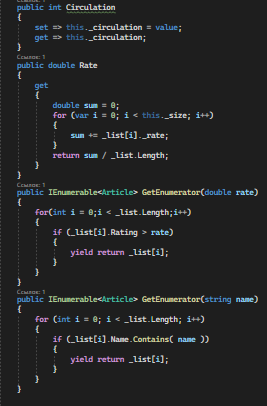 public int Circulation
{
set => this._circulation = value;
get => this._circulation;
}
Ссылок: 1
public double Rate
{
get
{
double sum = 0;
for (var i = 0; i < this._size; i++)
{
sum += _list[i]._rate;
}
return sum / _list.Length;
}
}
Ссылок: 1
public IEnumerable<Article> GetEnumerator(double rate)
{
for(int i = 0;i < _list.Length;i++)
{
if (_list[i].Rating > rate)
{
yield return _list[i];
}
}
}
Ссылок: 1
public IEnumerable<Article> GetEnumerator(string name)
{
for (int i = 0; i < _list.Length; i++)
{
if (_list[i].Name.Contains( name ))
{
yield return _list[i];
}
}
}